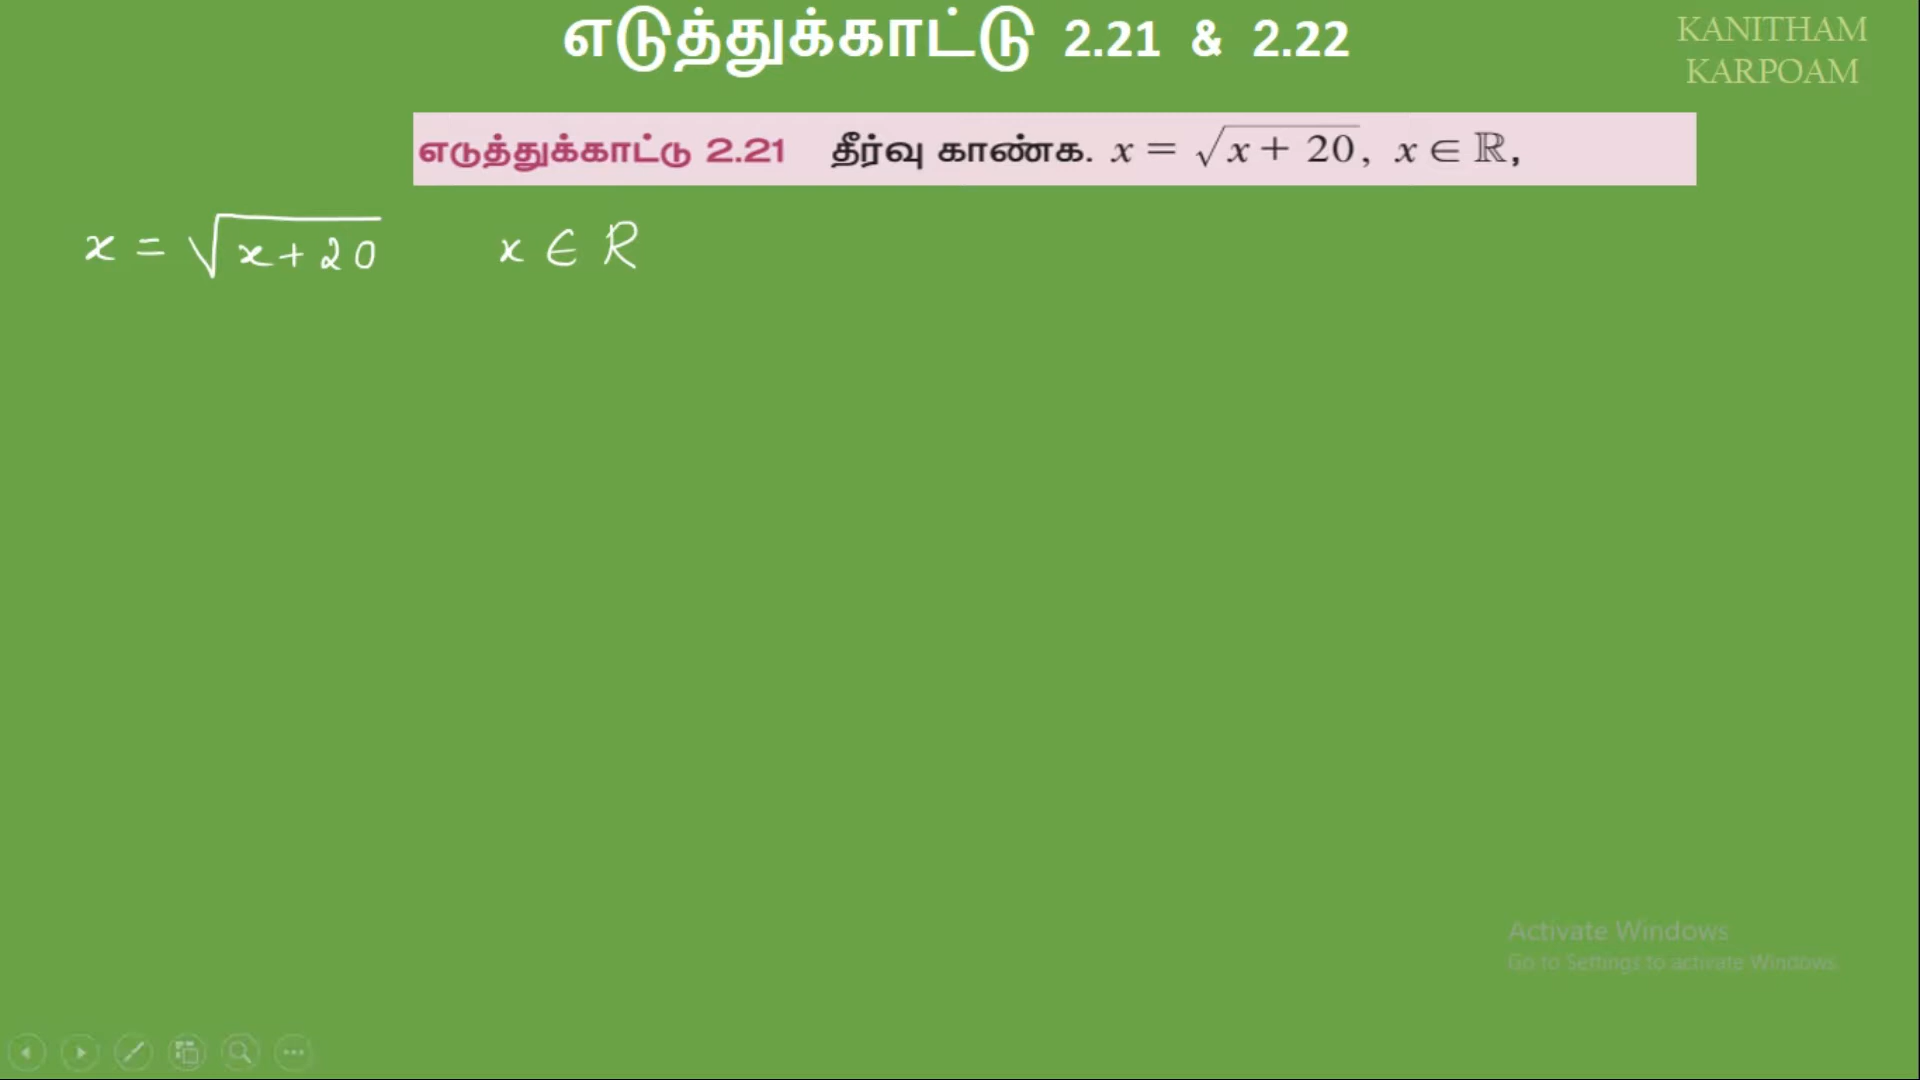 எடுத்துக்காட்டு 2.21 & 2.22
KANITHAM
KARPOAM
எடுத்துக்காட்டு 2.21 தீர்வு காண்க. x = √x + 20, x ∈ ℝ,
x = √x+20 x ∈ R
Activate Windows
Go to Settings to activate Windows.